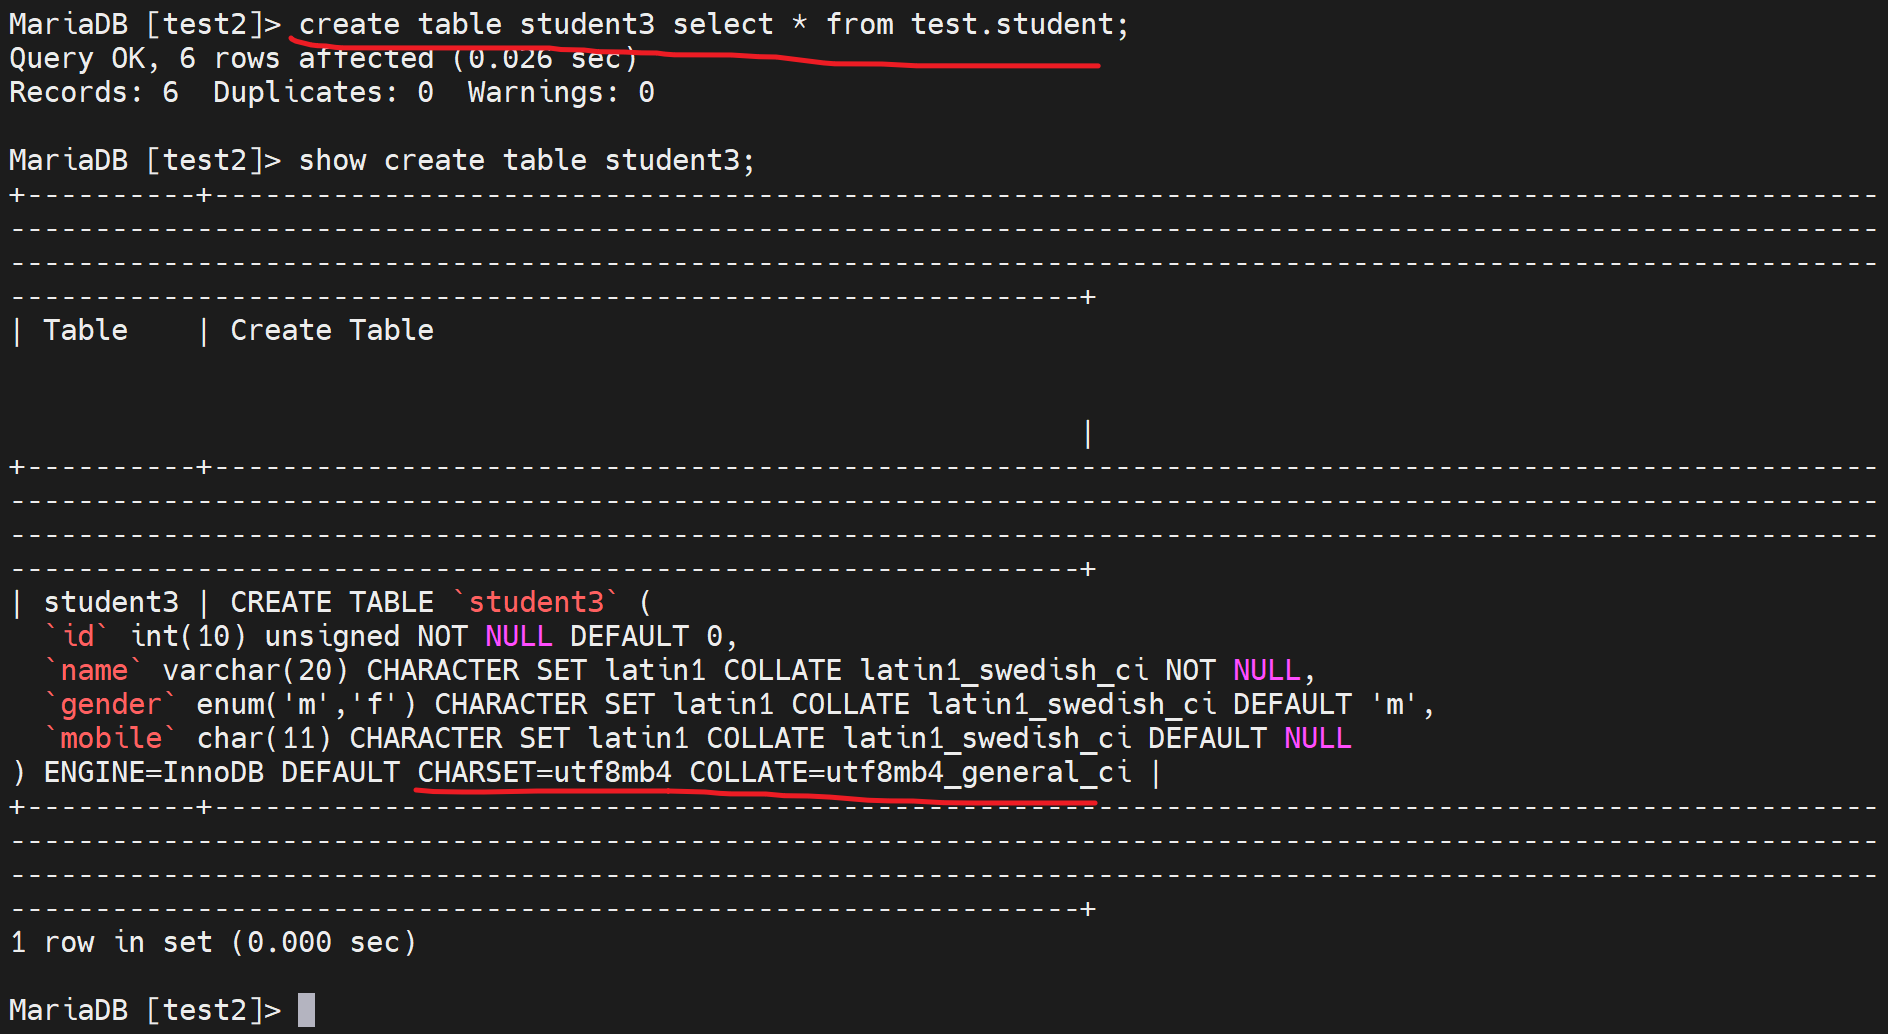 MariaDB [test2]> create table student3 select * from test.student;
Query OK, 6 rows affected (0.026 sec)
Records: 6  Duplicates: 0  Warnings: 0
MariaDB [test2]> show create table student3;
| Table    | Create Table
|
| student3 | CREATE TABLE `student3` (
  `id` int(10) unsigned NOT NULL DEFAULT 0,
  `name` varchar(20) CHARACTER SET latin1 COLLATE latin1_swedish_ci NOT NULL,
  `gender` enum('m','f') CHARACTER SET latin1 COLLATE latin1_swedish_ci DEFAULT 'm',
  `mobile` char(11) CHARACTER SET latin1 COLLATE latin1_swedish_ci DEFAULT NULL
) ENGINE=InnoDB DEFAULT CHARSET=utf8mb4 COLLATE=utf8mb4_general_ci |
1 row in set (0.000 sec)
MariaDB [test2]>